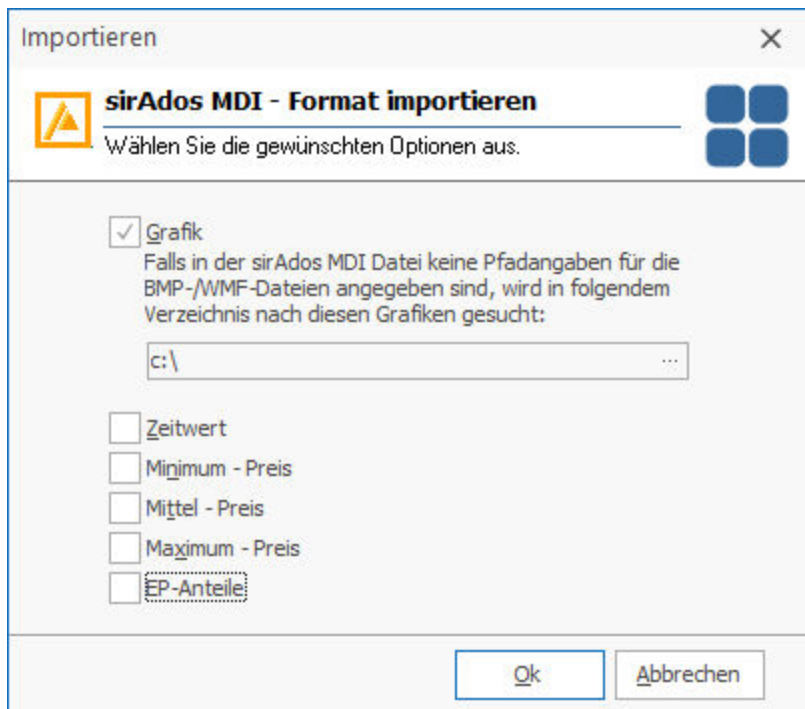 Importieren
sirAdos MDI - Format importieren
Wählen Sie die gewünschten Optionen aus.
Grafik
Falls in der sirAdos MDI Datei keine Pfadangaben für die
BMP-/WMF-Dateien angegeben sind, wird in folgendem
Verzeichnis nach diesen Grafiken gesucht:
c:\ ...
Zeitwert
Minimum - Preis
Mittel - Preis
Maximum - Preis
EP-Anteile
Ok Abbrechen